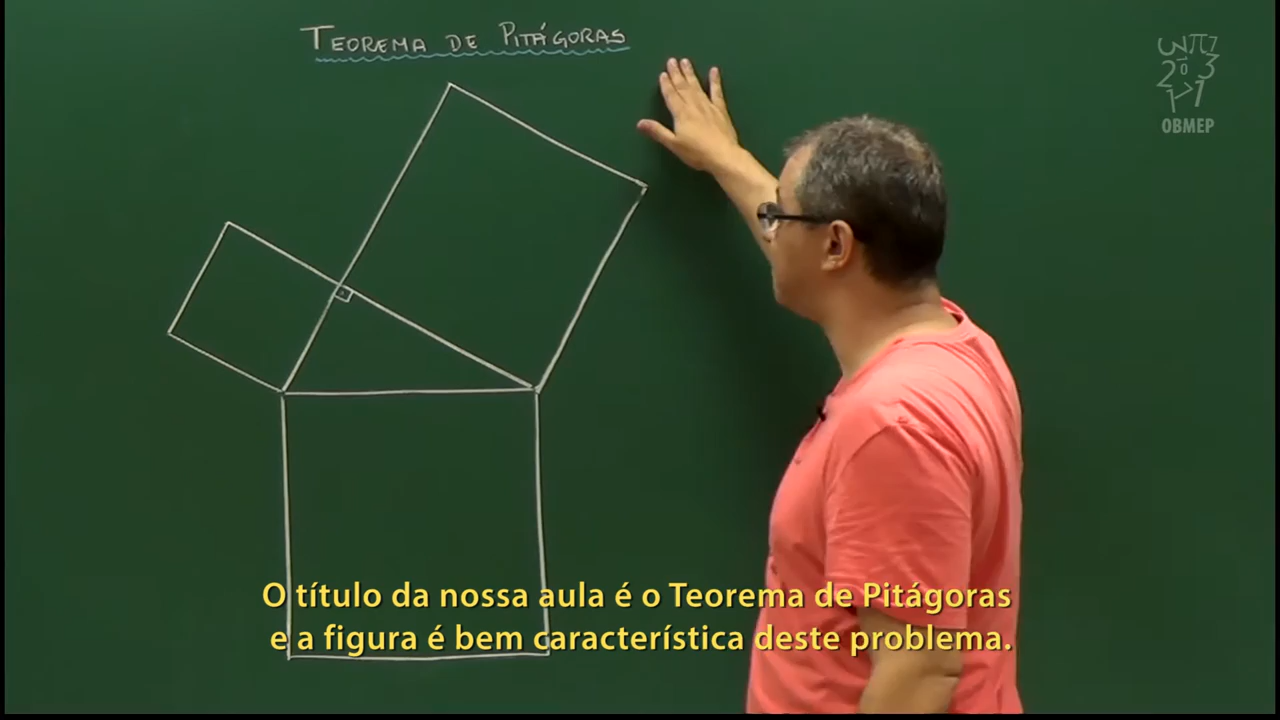 TEOREMA DE PITÁGORAS
OBMEP
O título da nossa aula é o Teorema de Pitágoras
e a figura é bem característica deste problema.